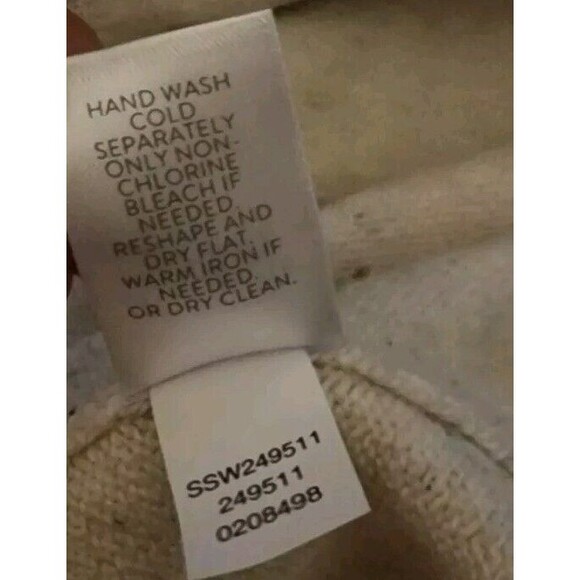 HAND WASH
COLD
SEPARATELY
ONLY NON-
CHLORINE
BLEACH IF
NEEDED.
RESHAPE AND
DRY FLAT.
WARM IRON IF
NEEDED.
OR DRY CLEAN.
SSW249511
249511
0208498